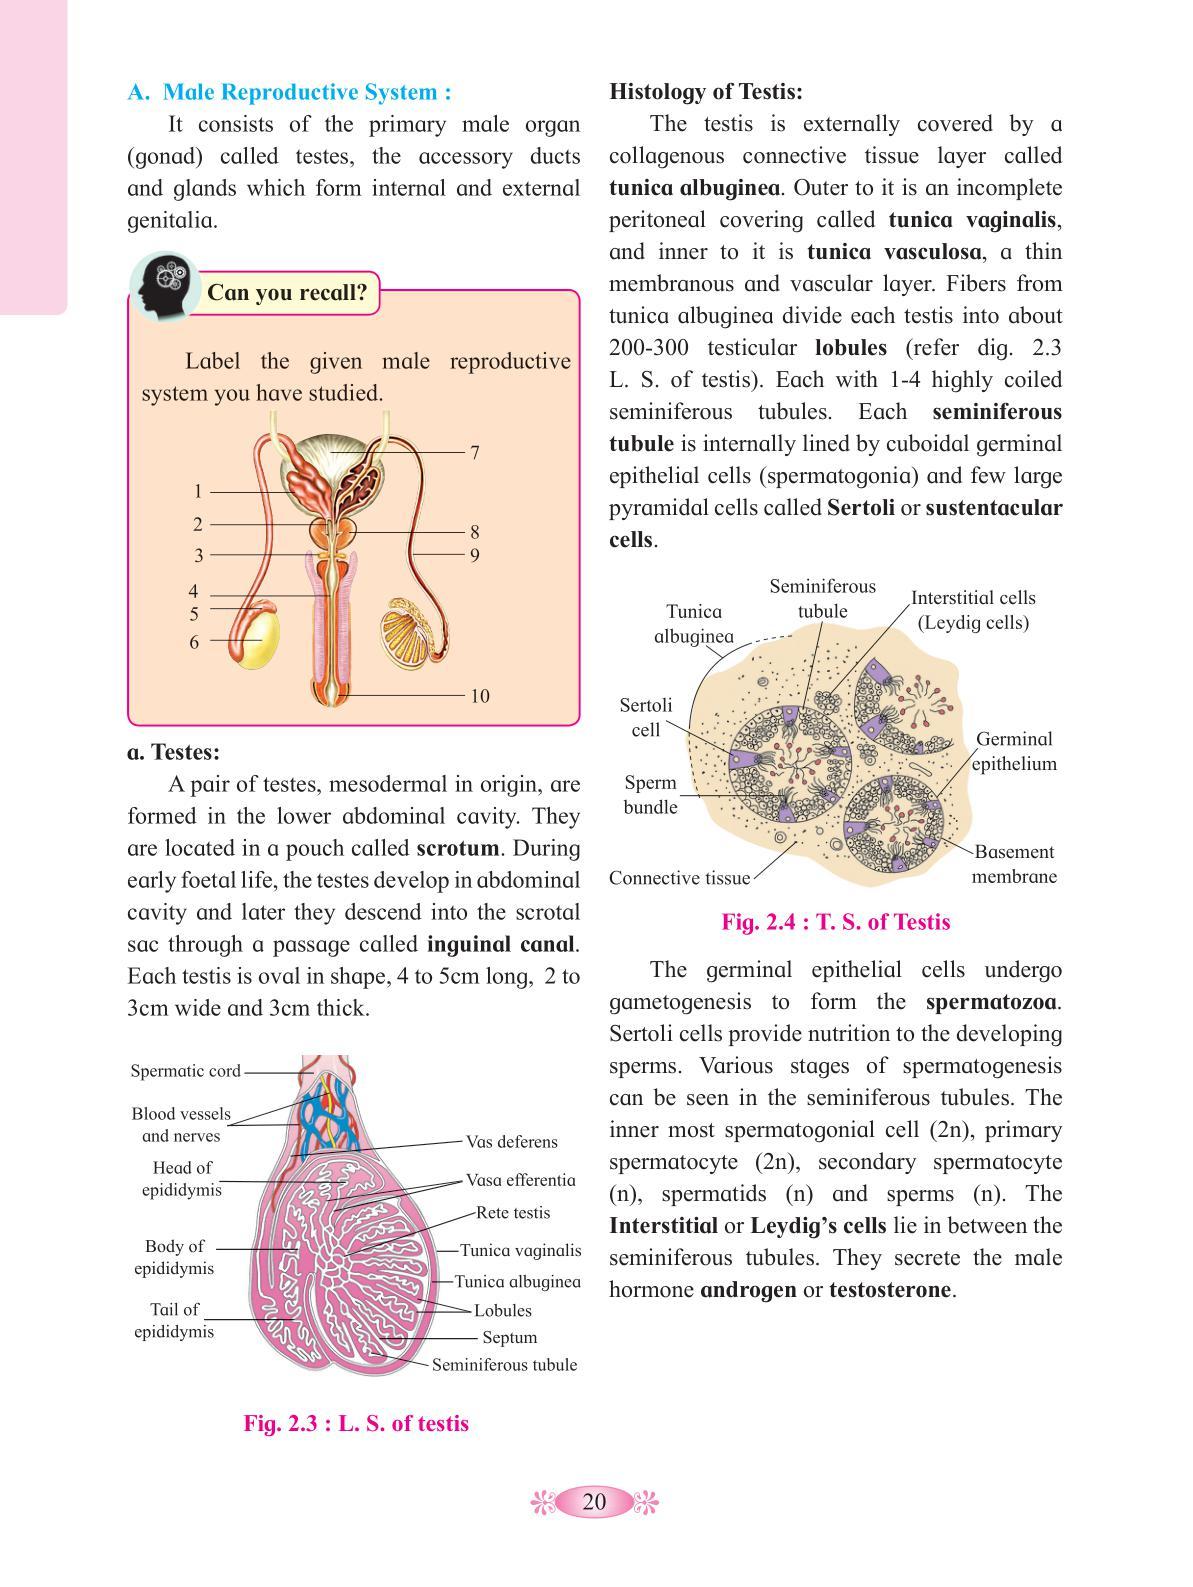 A. Male Reproductive System :
It consists of the primary male organ
(gonad) called testes, the accessory ducts
and glands which form internal and external
genitalia.
Can you recall?
Label the given male reproductive
system you have studied.
1
2
3
4
5
6
7
8
9
10
a. Testes:
A pair of testes, mesodermal in origin, are
formed in the lower abdominal cavity. They
are located in a pouch called scrotum. During
early foetal life, the testes develop in abdominal
cavity and later they descend into the scrotal
sac through a passage called inguinal canal.
Each testis is oval in shape, 4 to 5cm long, 2 to
3cm wide and 3cm thick.
Spermatic cord
Blood vessels
and nerves
Head of
epididymis
Body of
epididymis
Tail of
epididymis
Vas deferens
Vasa efferentia
Rete testis
Tunica vaginalis
Tunica albuginea
Lobules
Septum
Seminiferous tubule
Fig. 2.3 : L. S. of testis
Histology of Testis:
The testis is externally covered by a
collagenous connective tissue layer called
tunica albuginea. Outer to it is an incomplete
peritoneal covering called tunica vaginalis,
and inner to it is tunica vasculosa, a thin
membranous and vascular layer. Fibers from
tunica albuginea divide each testis into about
200-300 testicular lobules (refer dig. 2.3
L. S. of testis). Each with 1-4 highly coiled
seminiferous tubules. Each seminiferous
tubule is internally lined by cuboidal germinal
epithelial cells (spermatogonia) and few large
pyramidal cells called Sertoli or sustentacular
cells.
Seminiferous
tubule
Tunica
albuginea
Interstitial cells
(Leydig cells)
Sertoli
cell
Sperm
bundle
Germinal
epithelium
Basement
membrane
Connective tissue
Fig. 2.4 : T. S. of Testis
The germinal epithelial cells undergo
gametogenesis to form the spermatozoa.
Sertoli cells provide nutrition to the developing
sperms. Various stages of spermatogenesis
can be seen in the seminiferous tubules. The
inner most spermatogonial cell (2n), primary
spermatocyte (2n), secondary spermatocyte
(n), spermatids (n) and sperms (n). The
Interstitial or Leydig’s cells lie in between the
seminiferous tubules. They secrete the male
hormone androgen or testosterone.
20